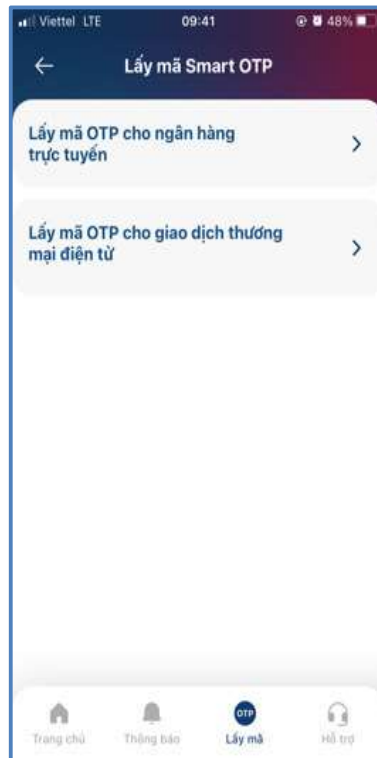 Viettel LTE 09:41 48%
Lấy mã Smart OTP
Lấy mã OTP cho ngân hàng
trực tuyến
Lấy mã OTP cho giao dịch thương
mại điện tử
OTP
Trang chủ Thông báo Lấy mã Hỗ trợ